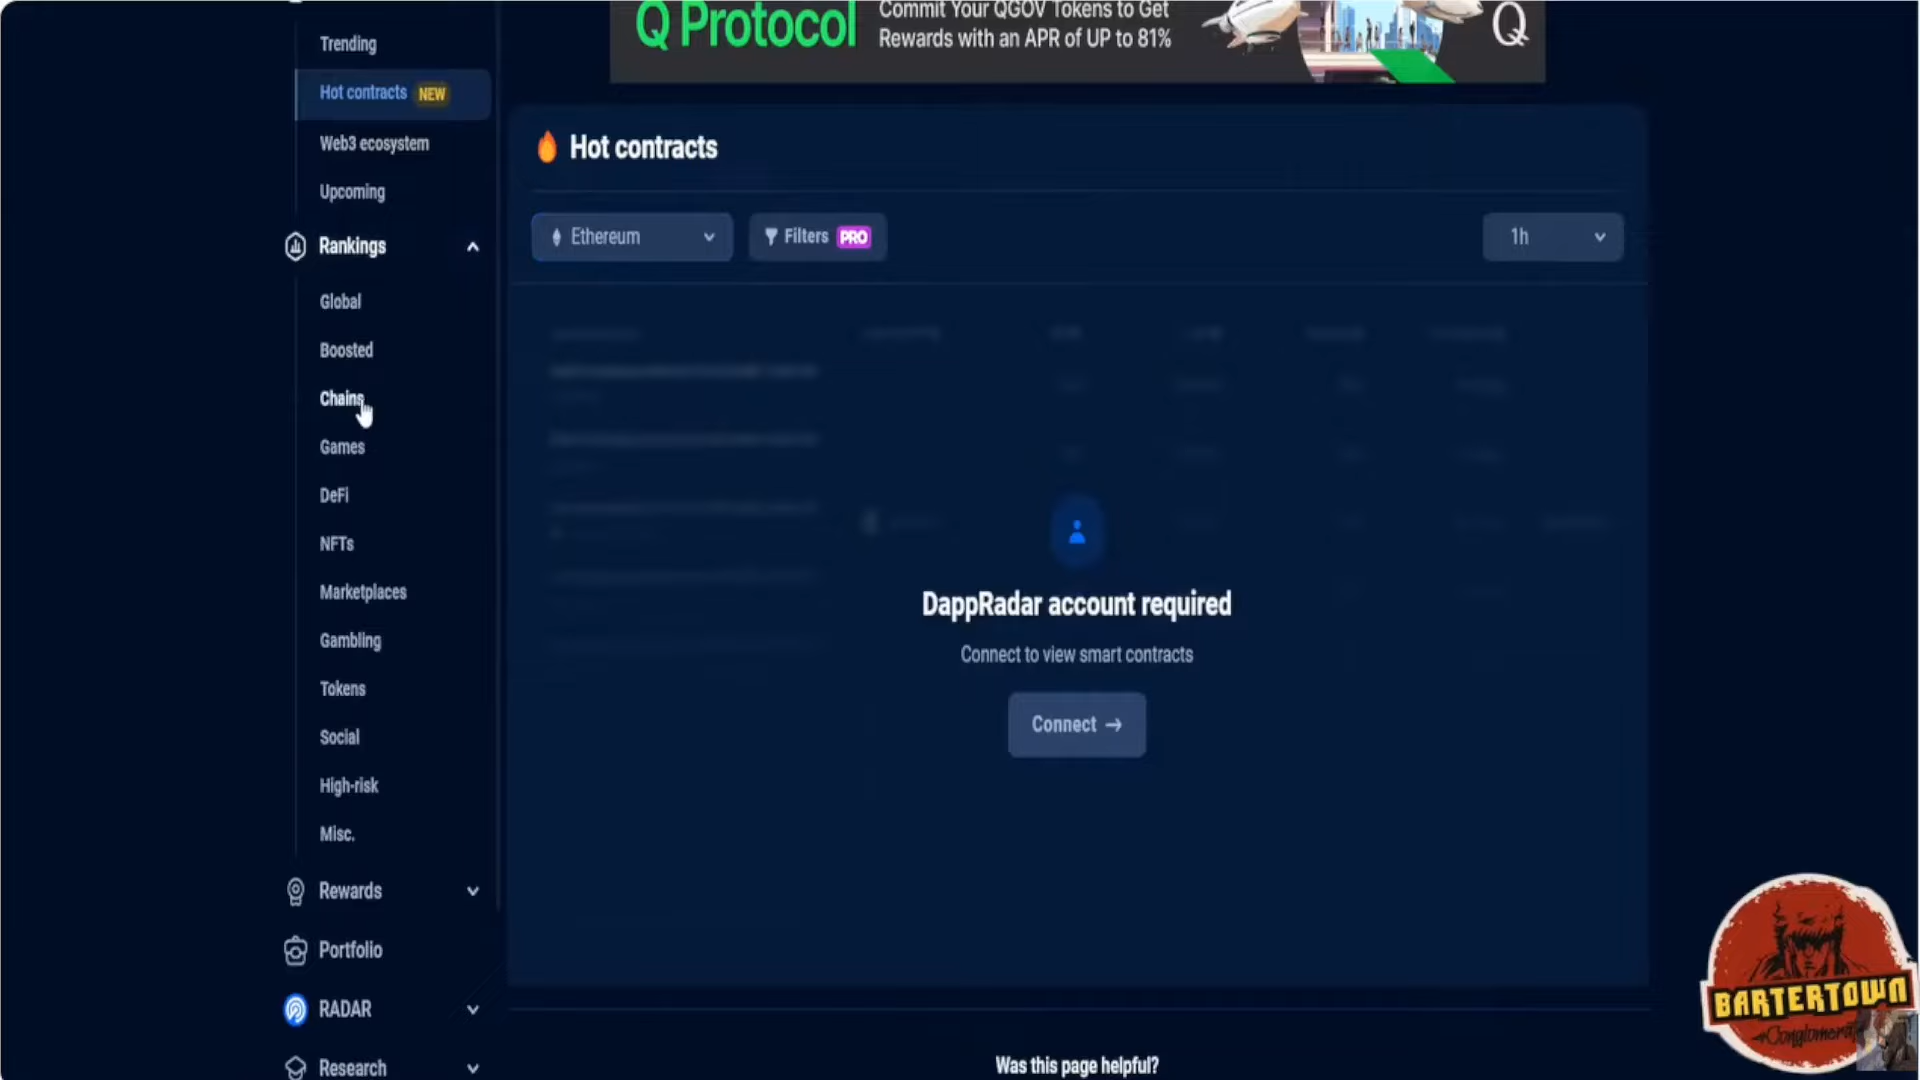 Trending
Hot contracts NEW
Web3 ecosystem
Upcoming
Rankings
Global
Boosted
Chains
Games
DeFi
NFTs
Marketplaces
Gambling
Tokens
Social
High-risk
Misc.
Rewards
Portfolio
RADAR
Research
Q Protocol
Commit Your QGOV Tokens to Get
Rewards with an APR of UP to 81%
Q
Hot contracts
Ethereum
Filters PRO
1h
DappRadar account required
Connect to view smart contracts
Connect →
Was this page helpful?
BARTERTOWN